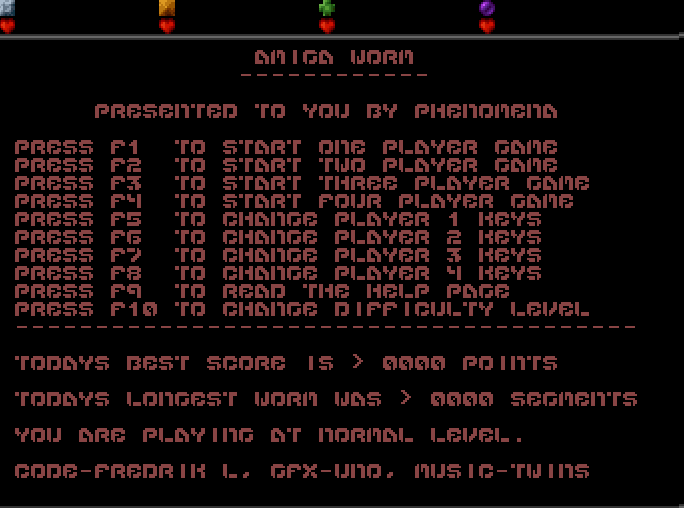 AMIGA WORM
------------
PRESENTED TO YOU BY PHENOMENA
PRESS F1 TO START ONE PLAYER GAME
PRESS F2 TO START TWO PLAYER GAME
PRESS F3 TO START THREE PLAYER GAME
PRESS F4 TO START FOUR PLAYER GAME
PRESS F5 TO CHANGE PLAYER 1 KEYS
PRESS F6 TO CHANGE PLAYER 2 KEYS
PRESS F7 TO CHANGE PLAYER 3 KEYS
PRESS F8 TO CHANGE PLAYER 4 KEYS
PRESS F9 TO READ THE HELP PAGE
PRESS F10 TO CHANGE DIFFICULTY LEVEL
---------------------------------------
TODAYS BEST SCORE IS > 0000 POINTS
TODAYS LONGEST WORM WAS > 0000 SEGMENTS
YOU ARE PLAYING AT NORMAL LEVEL.
CODE-FREDRIK L, GFX-UNO, MUSIC-TWINS